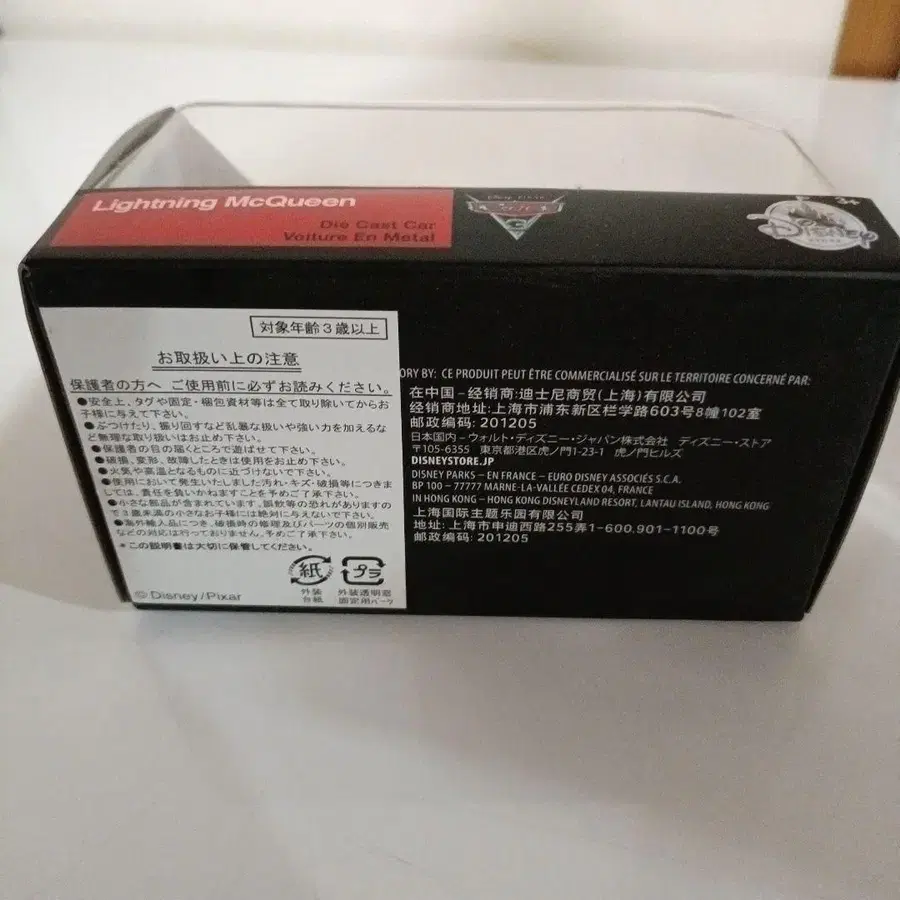 Lightning McQueen
Die Cast Car
Voiture En Metal
Disney
STORE
3+
対象年齢3歳以上
お取扱い上の注意
保護者の方へ ご使用前に必ずお読みください。
●安全上、タグや固定・梱包資材等は全て取り除いてからお
子様に与えて下さい。
●ぶつけたり、振り回すなど乱暴な扱いや強い力を加えるな
ど無理な取り扱いはお止め下さい。
●保護者の目の届くところで遊ばせて下さい。
●破損、変形、故障したときは使用をお止め下さい。
●火気や高温となるものに近づけないで下さい。
●使用において発生いたしました汚れ・キズ・破損等につきま
しては、責任を負いかねますことを予めご了承下さい。
●小さな部品が含まれています。誤飲等の恐れがありますの
で3歳未満の小さなお子様には絶対に与えないで下さい。
●海外輸入品につき、破損時の修理及びパーツの個別販売
などの対応は行っておりません。予めご了承下さい。
*この説明書は大切に保管してください。
紙
プラ
外装
台紙
外装透明窓
固定用パーツ
© Disney/Pixar
ORY BY: CE PRODUIT PEUT ÊTRE COMMERCIALISÉ SUR LE TERRITOIRE CONCERNÉ PAR:
在中国-经销商:迪士尼商贸(上海)有限公司
经销商地址:上海市浦东新区栏学路603号8幢102室
邮政编码: 201205
日本国内-ウォルト・ディズニー・ジャパン株式会社 ディズニー・ストア
〒105-6355 東京都港区虎ノ門1-23-1 虎ノ門ヒルズ
DISNEYSTORE.JP
DISNEY PARKS – EN FRANCE – EURO DISNEY ASSOCIÉS S.C.A.
BP 100 – 77777 MARNE-LA-VALLÉE CEDEX 04, FRANCE
IN HONG KONG – HONG KONG DISNEYLAND RESORT, LANTAU ISLAND, HONG KONG
上海国际主题乐园有限公司
地址: 上海市申迪西路255弄1-600.901-1100号
邮政编码: 201205